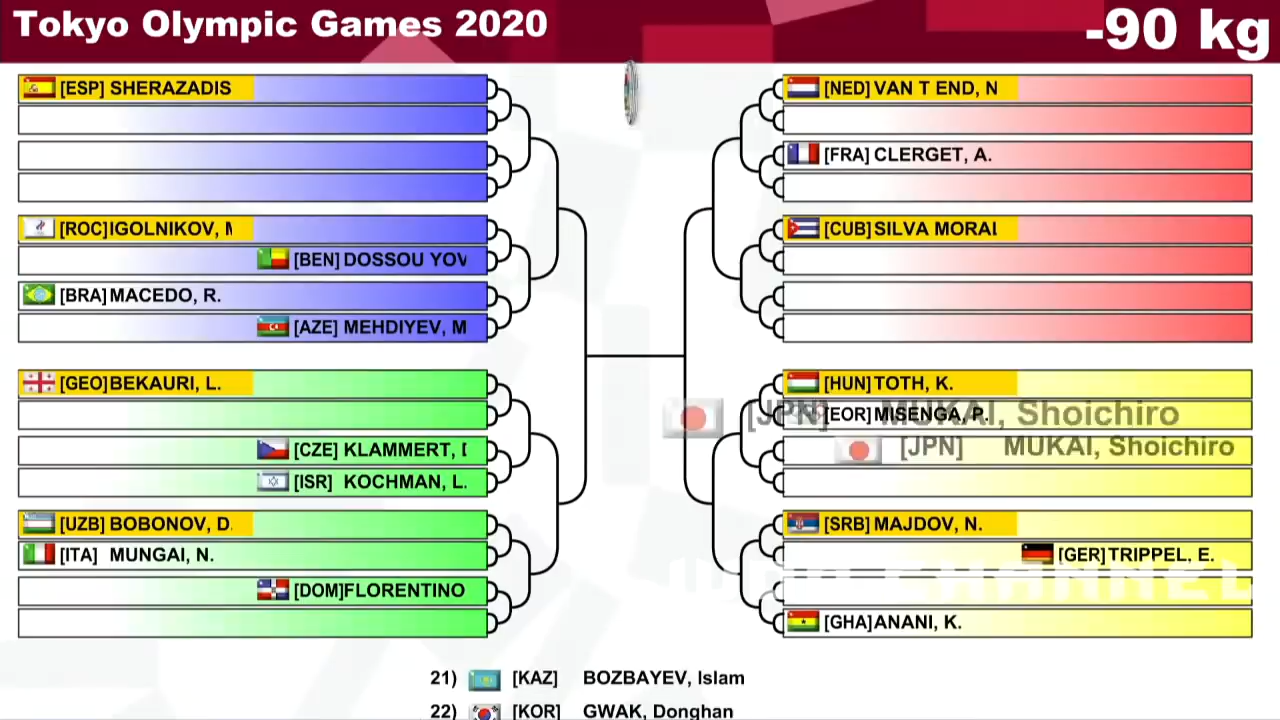 Tokyo Olympic Games 2020
-90 kg
[ESP] SHERAZADIS
[ROC] IGOLNIKOV, M
[BEN] DOSSOU YOV
[BRA] MACEDO, R.
[AZE] MEHDIYEV, M
[GEO] BEKAURI, L.
[CZE] KLAMMERT, D
[ISR] KOCHMAN, L.
[UZB] BOBONOV, D.
[ITA] MUNGAI, N.
[DOM] FLORENTINO
[NED] VAN T END, N
[FRA] CLERGET, A.
[CUB] SILVA MORAL
[HUN] TOTH, K.
[EOR] MISENGA, P.
[JPN] MUKAI, Shoichiro
[JPN] MUKAI, Shoichiro
[SRB] MAJDOV, N.
[GER] TRIPPEL, E.
CHANNEL
[GHA] ANANI, K.
21) [KAZ] BOZBAYEV, Islam
22) [KOR] GWAK, Donghan